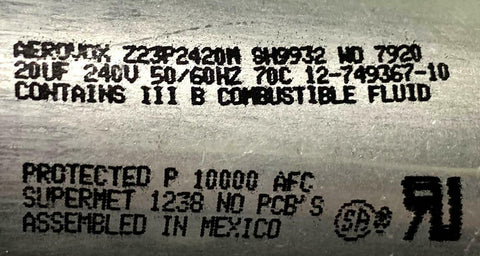 AEROVOX Z23P2420M SH9932 WO 7920
20UF 240V 50/60HZ 70C 12-749367-10
CONTAINS III B COMBUSTIBLE FLUID
PROTECTED P 10000 AFC
SUPERMET 1238 NO PCB'S
ASSEMBLED IN MEXICO
SA